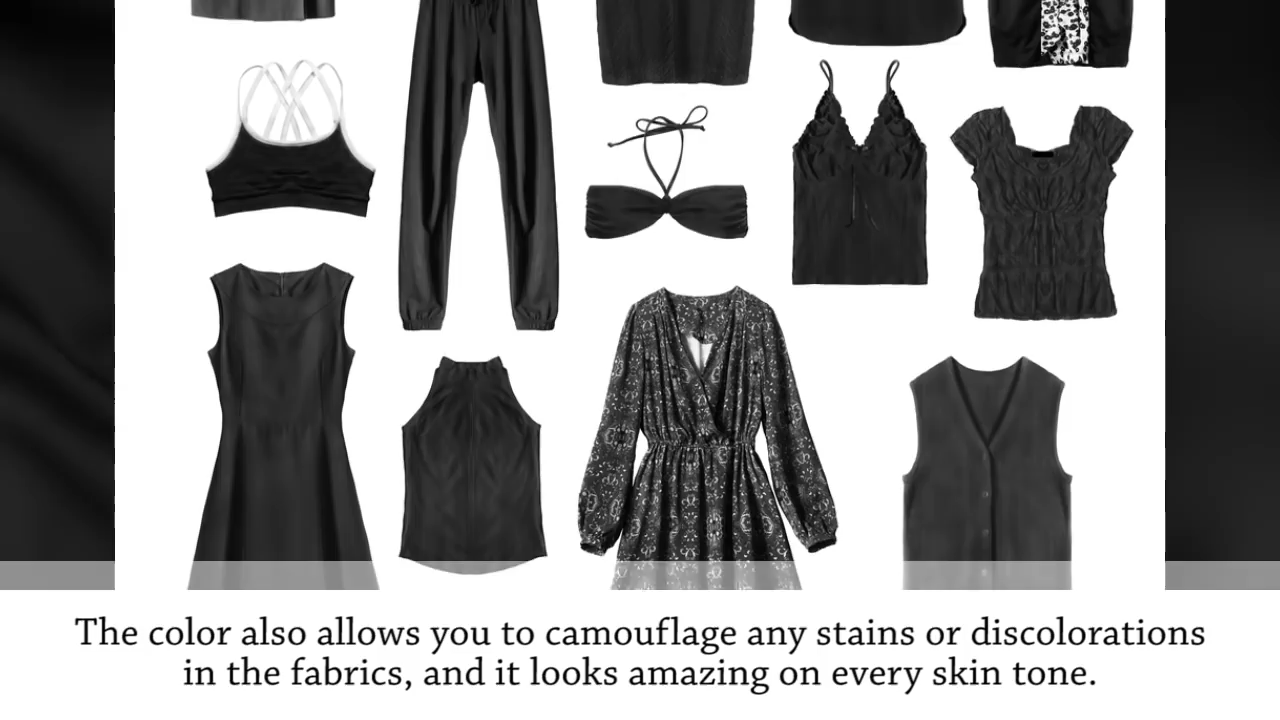 The color also allows you to camouflage any stains or discolorations
in the fabrics, and it looks amazing on every skin tone.